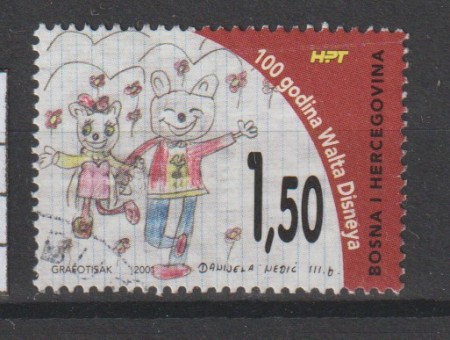 HPT
100 godina Walta Disneya
BOSNA I HERCEGOVINA
1,50
GRAFOTISAK 2001
DANIJELA NEDIĆ III.b.